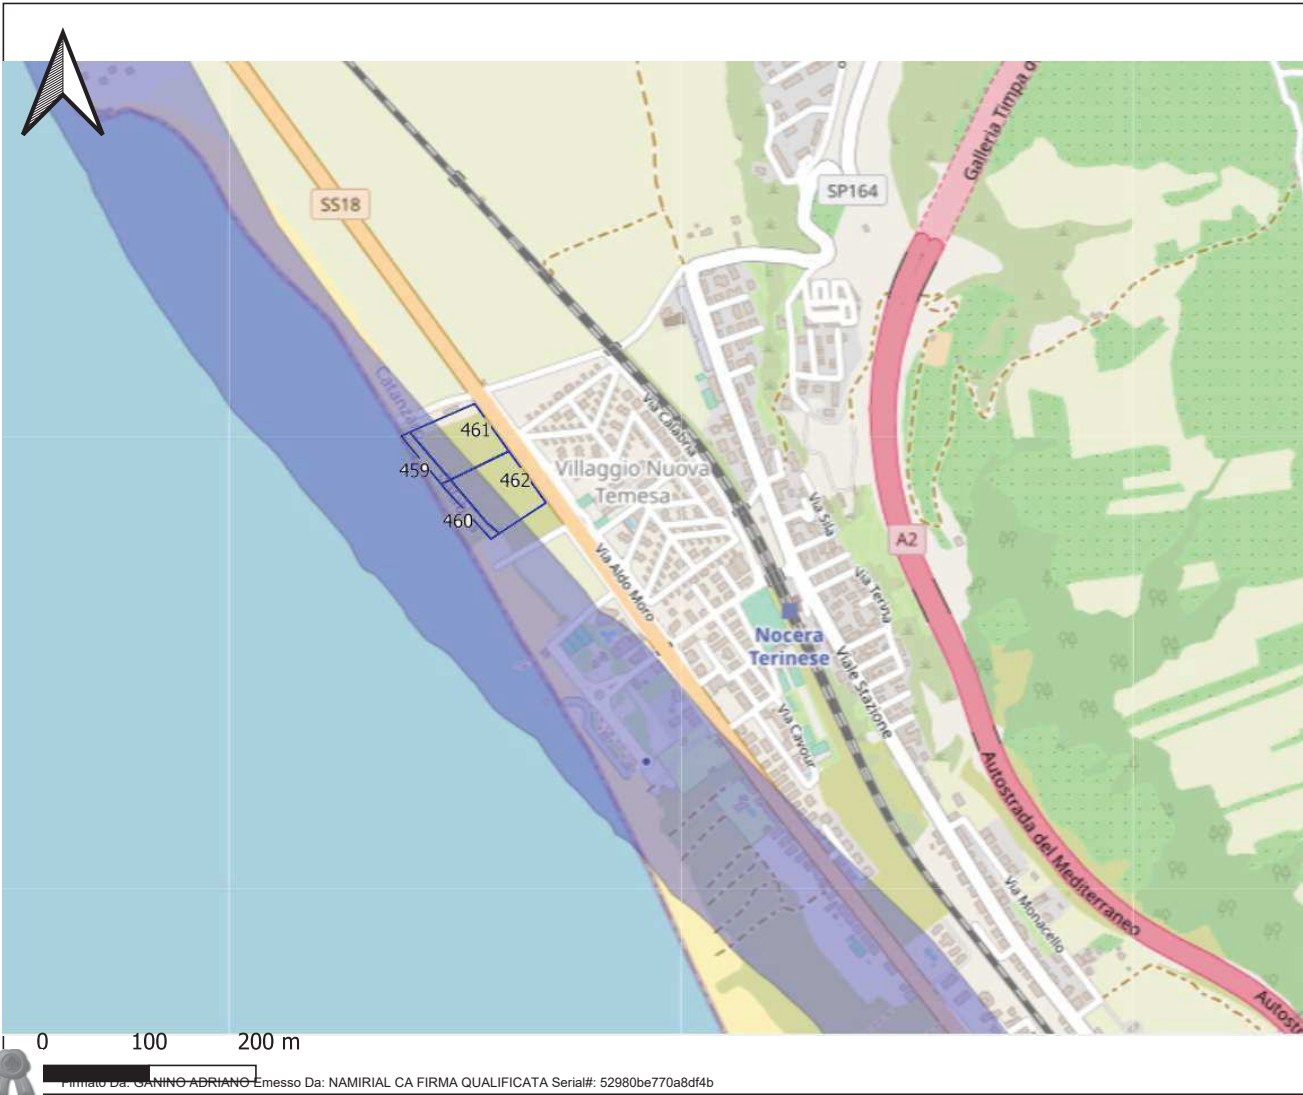 Galleria Timpa d
SP164
SS18
Catanza
Via Calabria
461
459
462
460
Villaggio Nuova
Temesa
Via Sila
A2
Via Aldo Moro
Via Terina
Nocera
Terinese
Viale Stazione
Via Cavour
Autostrada del Mediterraneo
Via Monacello
Autostr
0 100 200 m
Firmato Da: GANINO ADRIANO Emesso Da: NAMIRIAL CA FIRMA QUALIFICATA Serial#: 52980be770a8df4b